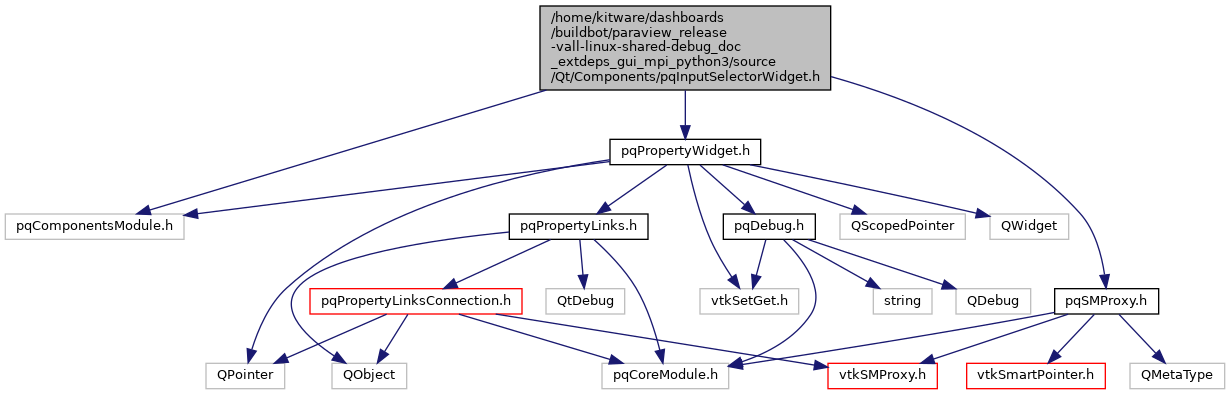 /home/kitware/dashboards
/buildbot/paraview_release
-vall-linux-shared-debug_doc
_extdeps_gui_mpi_python3/source
/Qt/Components/pqInputSelectorWidget.h
pqPropertyWidget.h
pqComponentsModule.h
pqPropertyLinks.h
pqDebug.h
QScopedPointer
QWidget
pqPropertyLinksConnection.h
QtDebug
vtkSetGet.h
string
QDebug
pqSMProxy.h
QPointer
QObject
pqCoreModule.h
vtkSMProxy.h
vtkSmartPointer.h
QMetaType